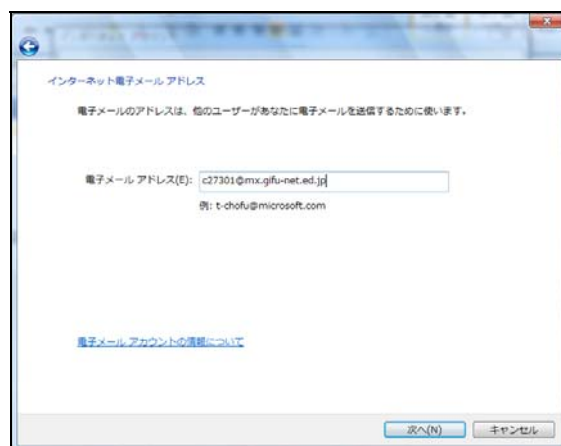 インターネット電子メール アドレス
電子メールのアドレスは、他のユーザーがあなたに電子メールを送信するために使います。
電子メール アドレス(E): c27301@mx.gifu-net.ed.jp
例: t-chofu@microsoft.com
電子メール アカウントの情報について
次へ(N) キャンセル